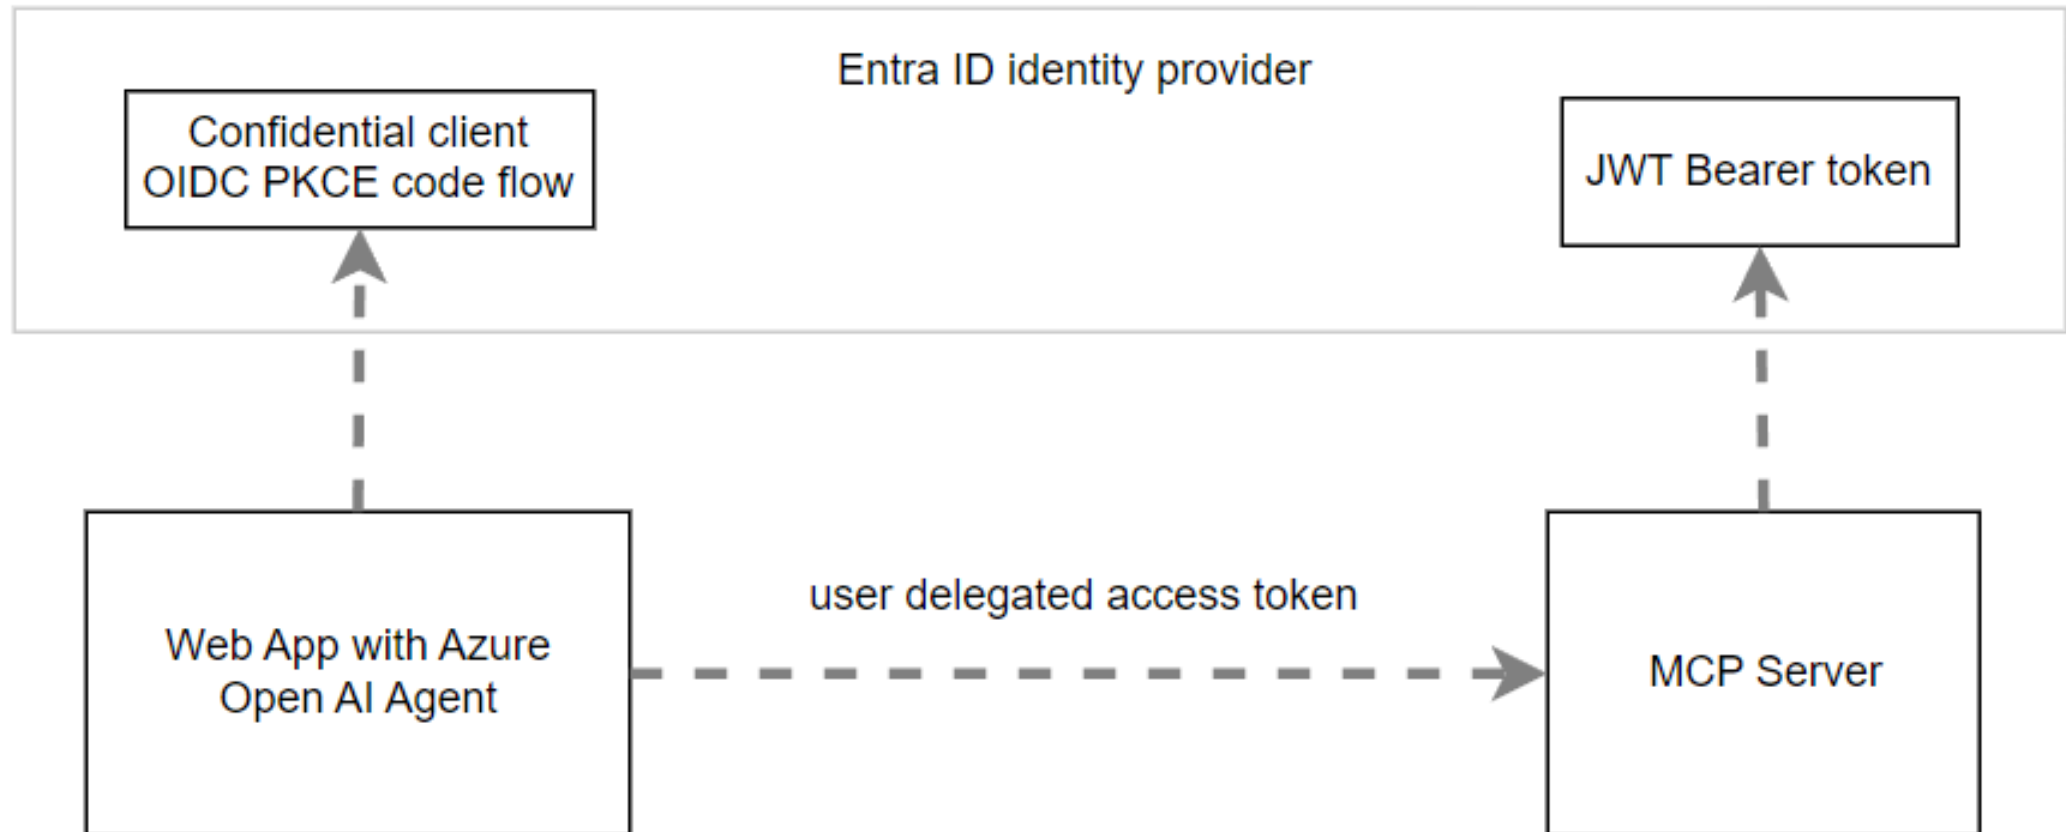 Entra ID identity provider
Confidential client
OIDC PKCE code flow
JWT Bearer token
user delegated access token
Web App with Azure
Open AI Agent
MCP Server